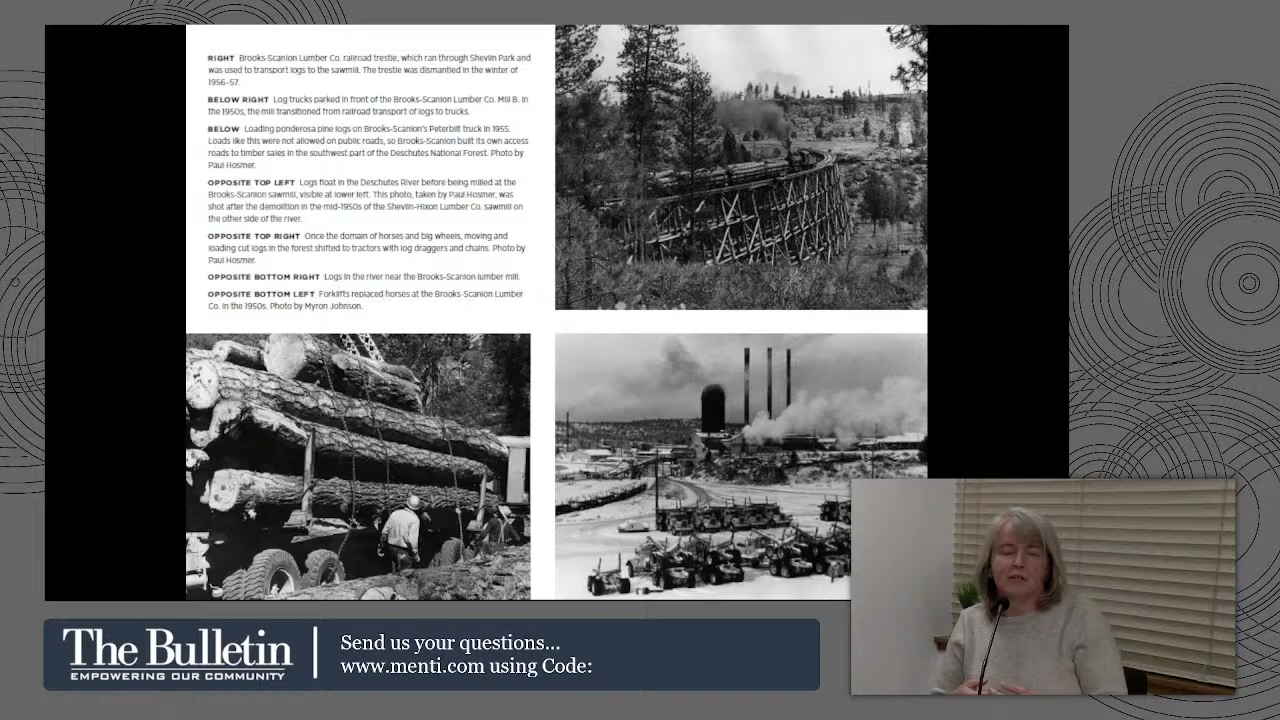 RIGHT Brooks-Scanlon Lumber Co. railroad trestle, which ran through Shevlin Park and
was used to transport logs to the sawmill. The trestle was dismantled in the winter of
1956-57.
BELOW RIGHT Log trucks parked in front of the Brooks-Scanlon Lumber Co. Mill B. In
the 1950s, the mill transitioned from railroad transport of logs to trucks.
BELOW Loading ponderosa pine logs on Brooks-Scanlon's Peterbilt truck in 1955.
Loads like this were not allowed on public roads, so Brooks-Scanlon built its own access
roads to timber sales in the southwest part of the Deschutes National Forest. Photo by
Paul Hosmer.
OPPOSITE TOP LEFT Logs float in the Deschutes River before being milled at the
Brooks-Scanlon sawmill, visible at lower left. This photo, taken by Paul Hosmer, was
shot after the demolition in the mid-1950s of the Shevlin-Hixon Lumber Co. sawmill on
the other side of the river.
OPPOSITE TOP RIGHT Once the domain of horses and big wheels, moving and
loading cut logs in the forest shifted to tractors with log draggers and chains. Photo by
Paul Hosmer.
OPPOSITE BOTTOM RIGHT Logs in the river near the Brooks-Scanlon lumber mill.
OPPOSITE BOTTOM LEFT Forklifts replaced horses at the Brooks-Scanlon Lumber
Co. in the 1950s. Photo by Myron Johnson.
The Bulletin
EMPOWERING OUR COMMUNITY
Send us your questions...
www.menti.com using Code: